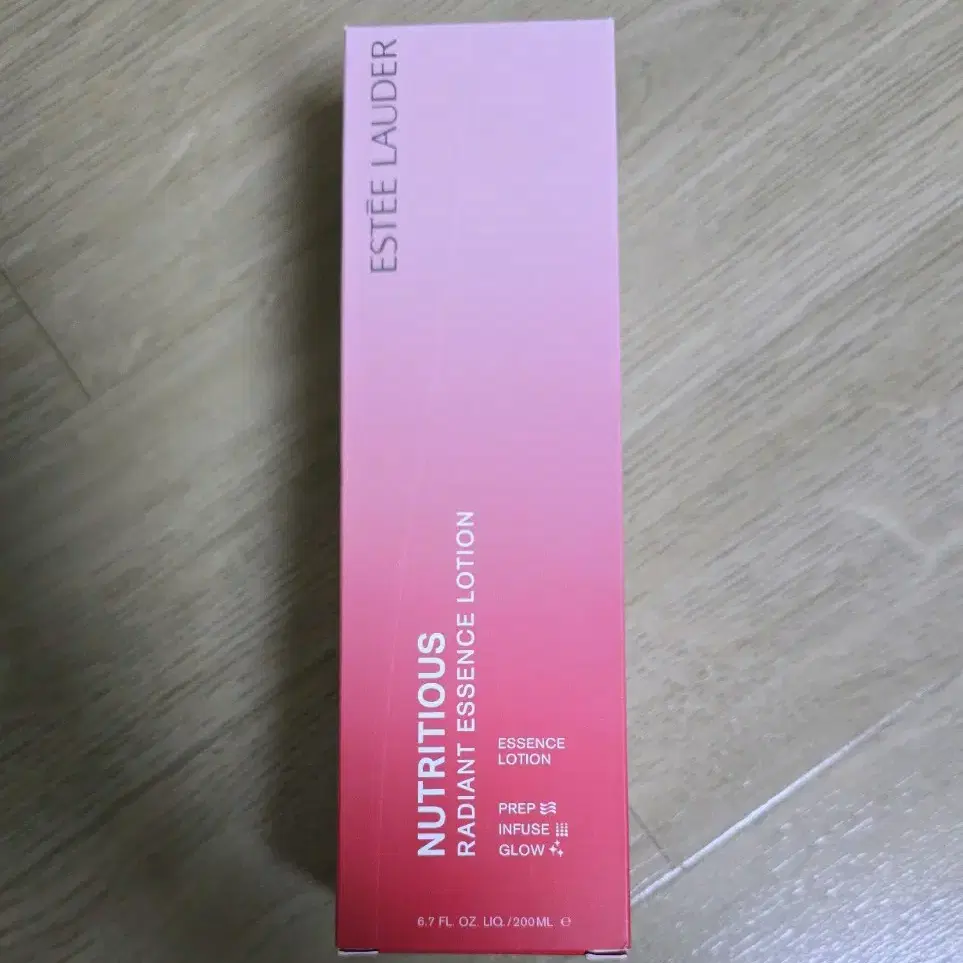 ESTĒE LAUDER
NUTRITIOUS
RADIANT ESSENCE LOTION
ESSENCE
LOTION
PREP
INFUSE
GLOW
6.7 FL. OZ. LIQ./200ML ℮